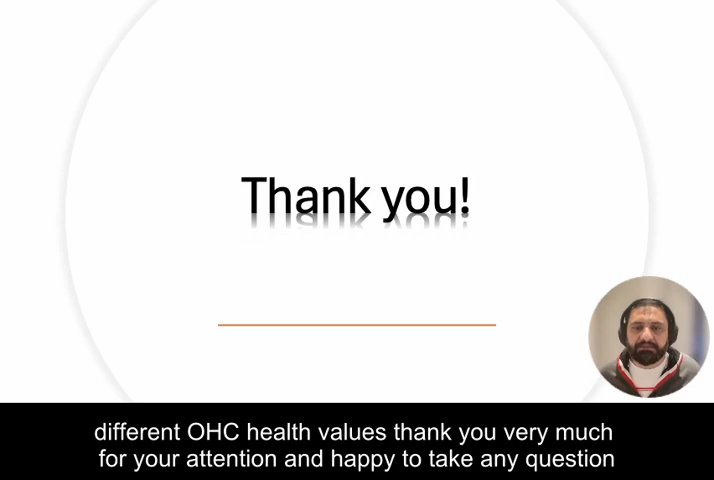 Thank you!
different OHC health values thank you very much
for your attention and happy to take any question